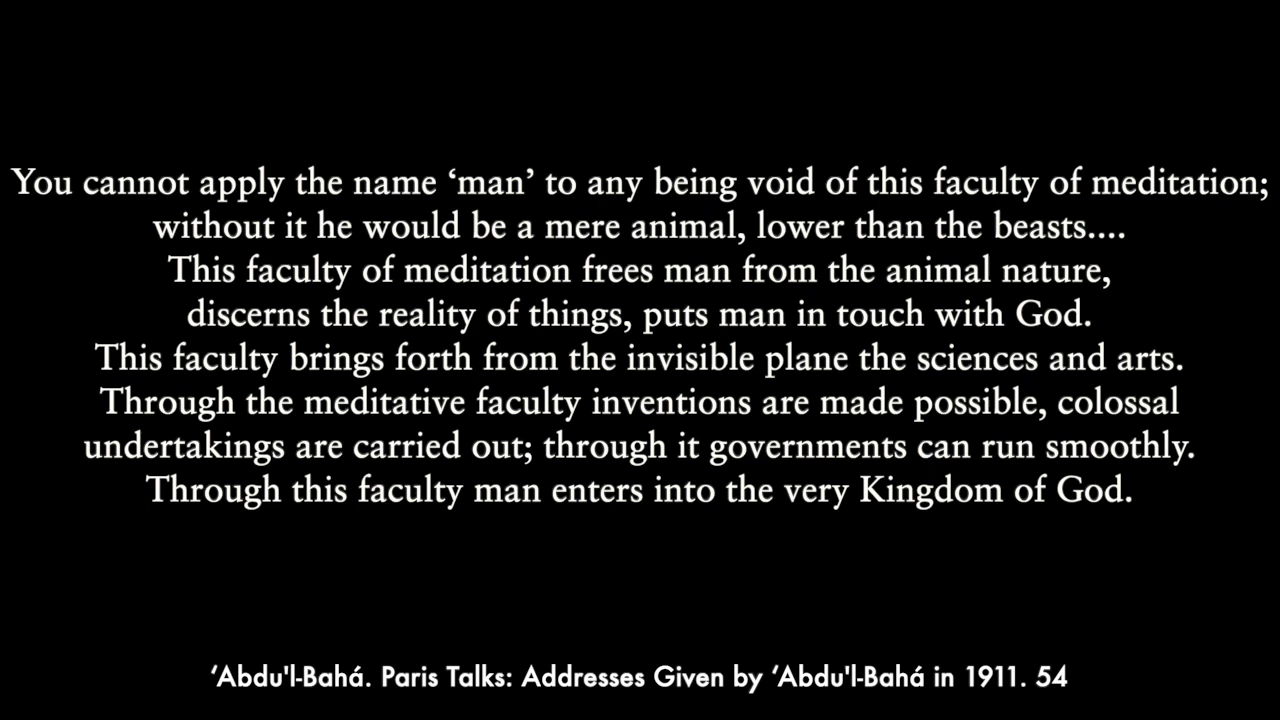 You cannot apply the name ‘man’ to any being void of this faculty of meditation;
without it he would be a mere animal, lower than the beasts....
This faculty of meditation frees man from the animal nature,
discerns the reality of things, puts man in touch with God.
This faculty brings forth from the invisible plane the sciences and arts.
Through the meditative faculty inventions are made possible, colossal
undertakings are carried out; through it governments can run smoothly.
Through this faculty man enters into the very Kingdom of God.
‘Abdu'l-Bahá. Paris Talks: Addresses Given by ‘Abdu'l-Bahá in 1911. 54